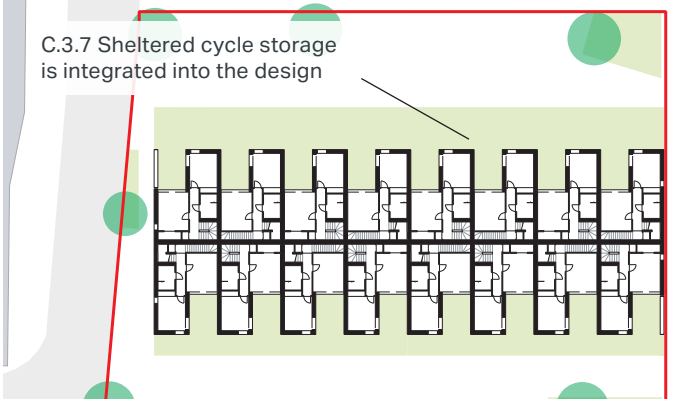 C.3.7 Sheltered cycle storage
is integrated into the design